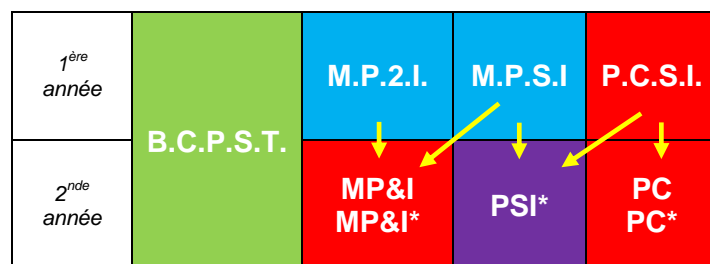 1ère
année
B.C.P.S.T.
M.P.2.I.
M.P.S.I
P.C.S.I.
2nde
année
MP&I
MP&I*
PSI*
PC
PC*